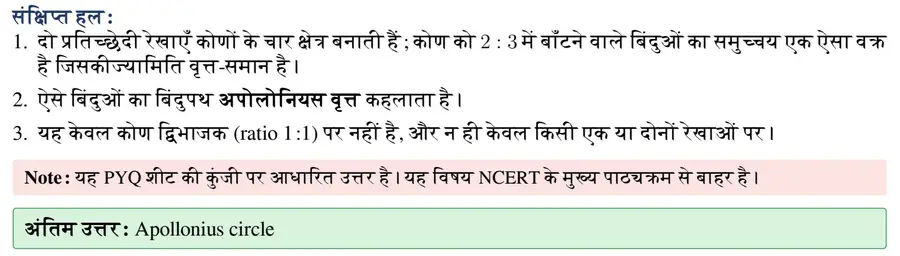 संक्षिप्त हल :
1. दो प्रतिच्छेदी रेखाएँ कोणों के चार क्षेत्र बनाती हैं ; कोण को 2 : 3 में बाँटने वाले बिंदुओं का समुच्चय एक ऐसा वक्र
है जिसकीज्यामिति वृत्त-समान है।
2. ऐसे बिंदुओं का बिंदुपथ अपोलोनियस वृत्त कहलाता है।
3. यह केवल कोण द्विभाजक (ratio 1:1) पर नहीं है, और न ही केवल किसी एक या दोनों रेखाओं पर।
Note : यह PYQ शीट की कुंजी पर आधारित उत्तर है। यह विषय NCERT के मुख्य पाठ्यक्रम से बाहर है।
अंतिम उत्तर : Apollonius circle